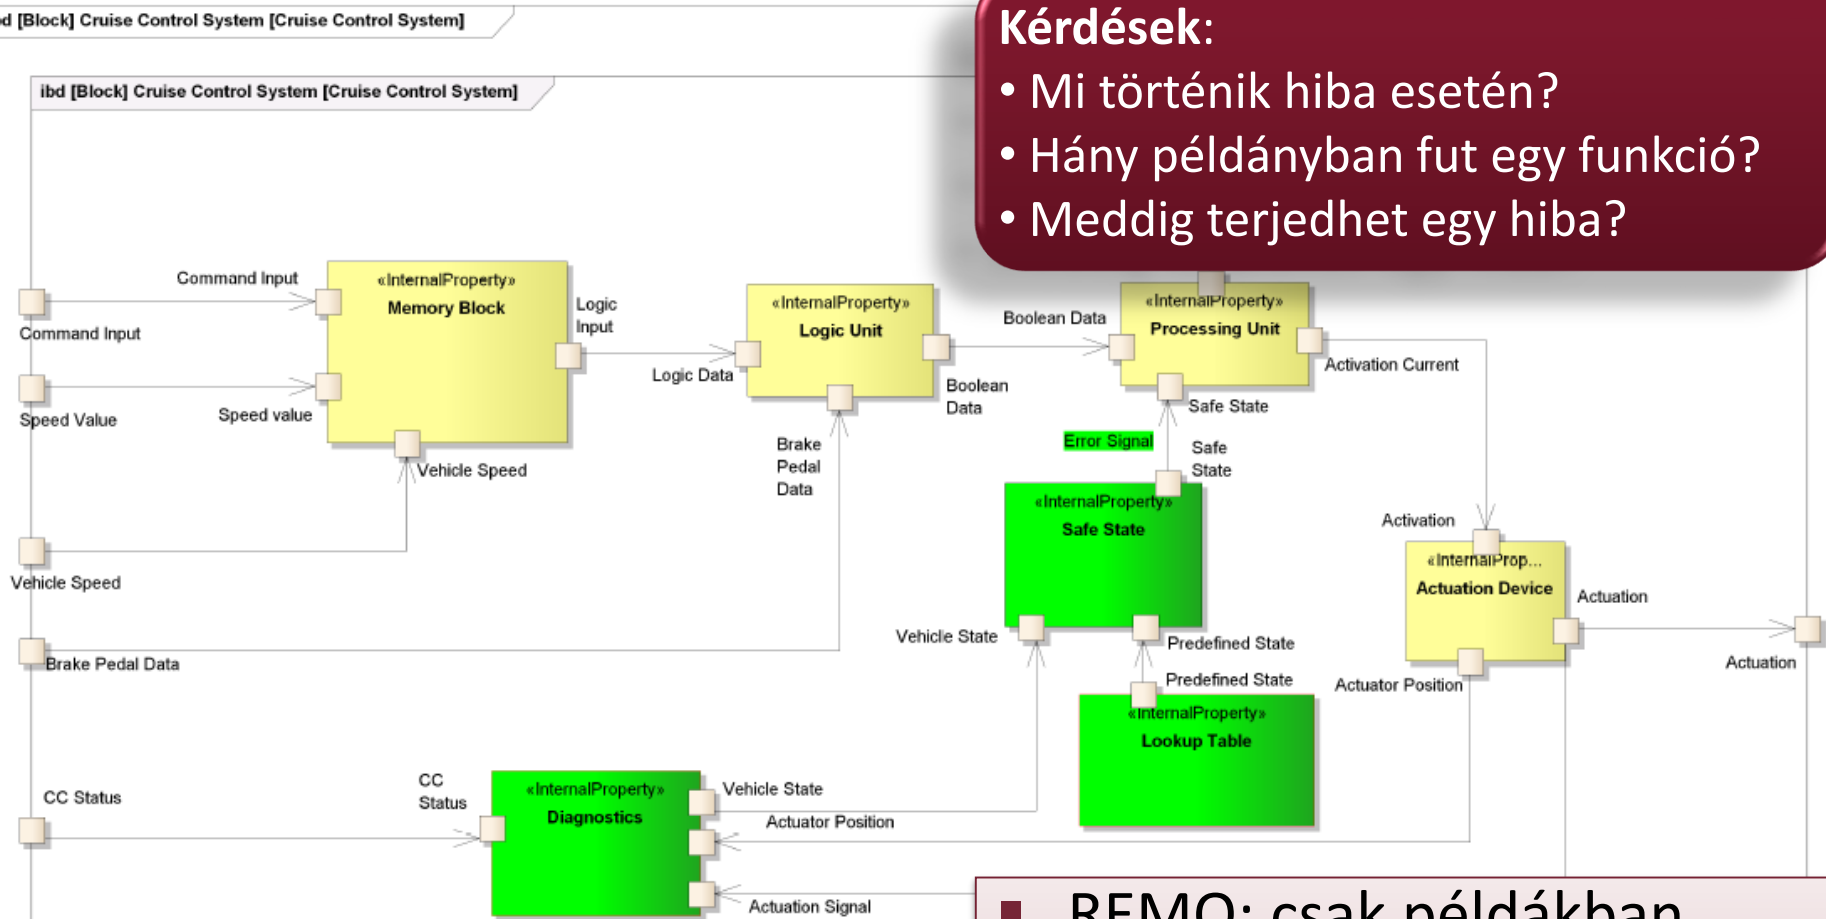 d [Block] Cruise Control System [Cruise Control System]
ibd [Block] Cruise Control System [Cruise Control System]
Kérdések:
• Mi történik hiba esetén?
• Hány példányban fut egy funkció?
• Meddig terjedhet egy hiba?
Command Input
Command Input
Speed Value
Speed value
Vehicle Speed
Vehicle Speed
«InternalProperty»
Memory Block
Logic
Input
Logic Data
«InternalProperty»
Logic Unit
Boolean
Data
Boolean Data
«InternalProperty»
Processing Unit
Activation Current
Safe State
Error Signal
Safe
State
Brake
Pedal
Data
Brake Pedal Data
«InternalProperty»
Safe State
Vehicle State
Predefined State
Predefined State
«InternalProperty»
Lookup Table
Activation
«InternalProp...
Actuation Device
Actuation
Actuation
Actuator Position
CC Status
CC
Status
«InternalProperty»
Diagnostics
Vehicle State
Actuator Position
Actuation Signal
▪ REMO: csak példákban